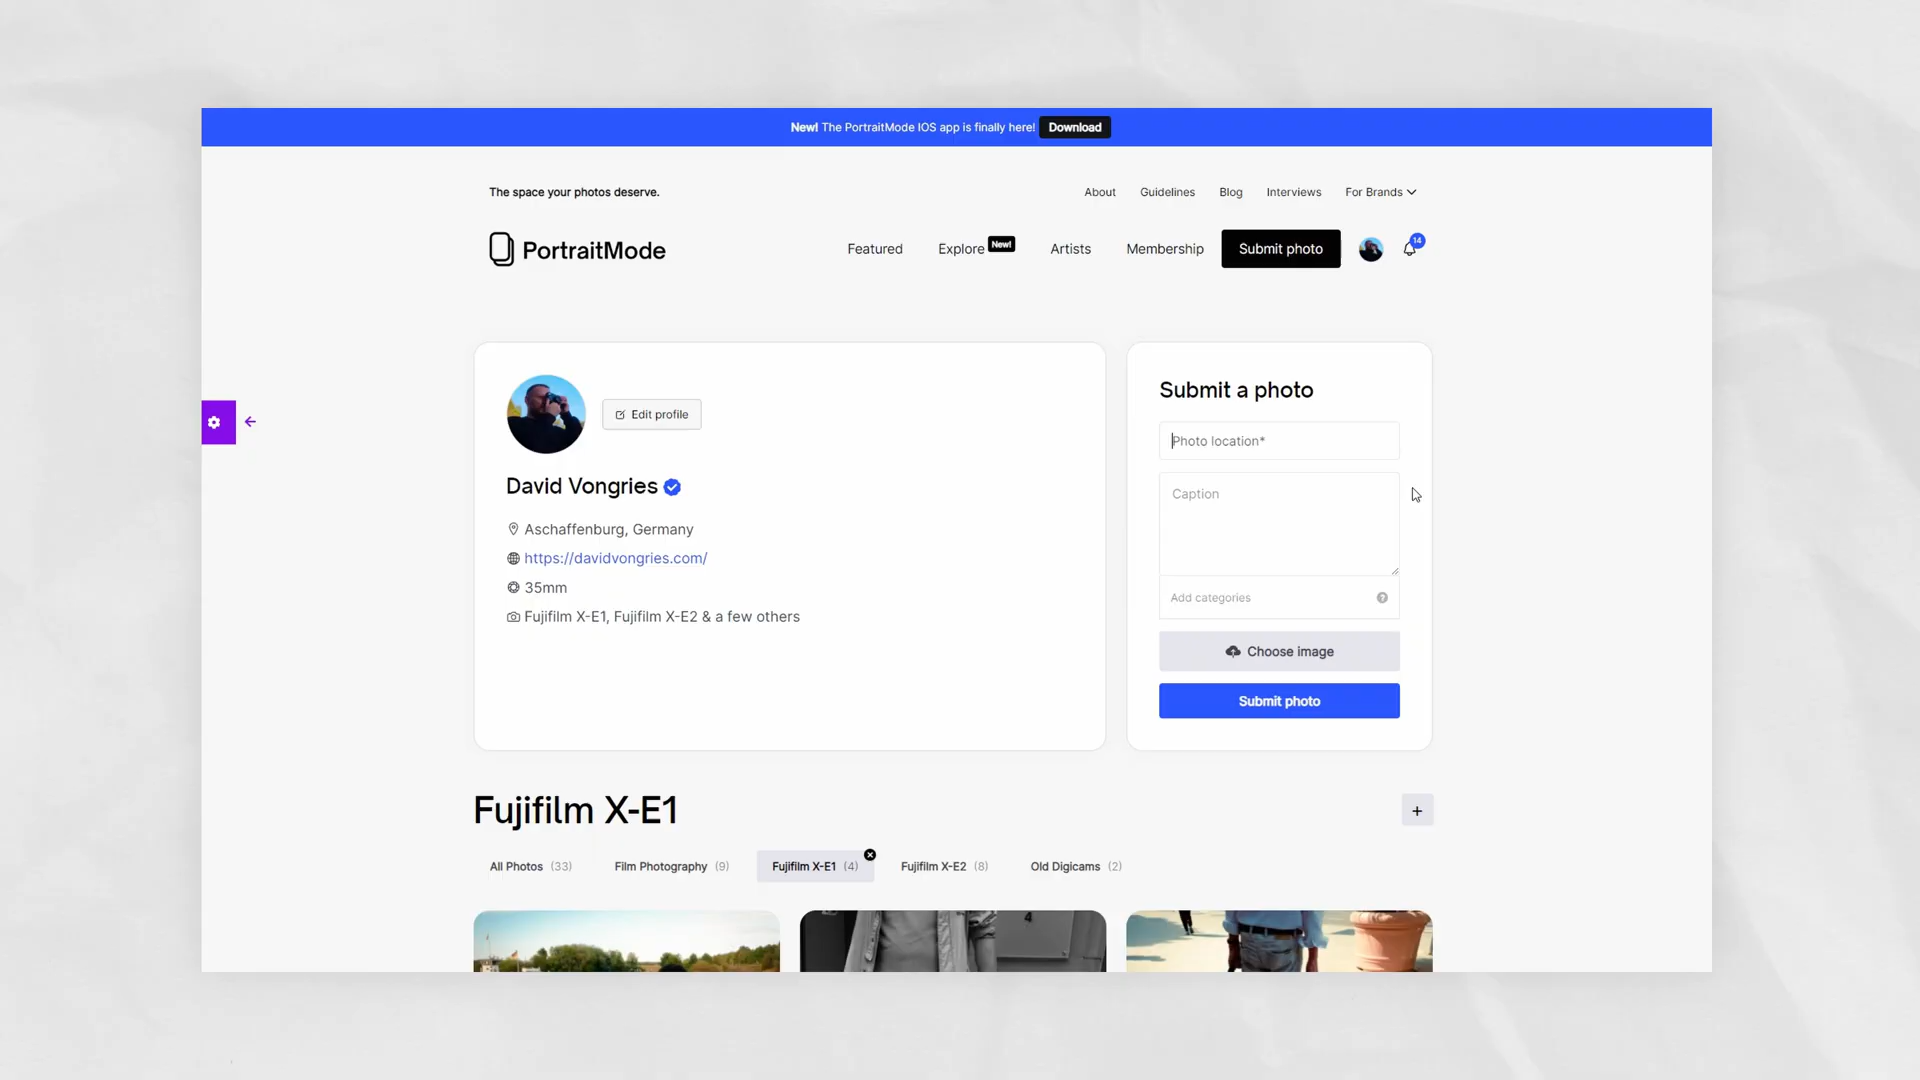 New! The PortraitMode IOS app is finally here! Download
The space your photos deserve.
About Guidelines Blog Interviews For Brands
PortraitMode
Featured Explore New! Artists Membership Submit photo 14
Edit profile
David Vongries
Aschaffenburg, Germany
https://davidvongries.com/
35mm
Fujifilm X-E1, Fujifilm X-E2 & a few others
Submit a photo
Photo location*
Caption
Add categories ?
Choose image
Submit photo
Fujifilm X-E1 +
All Photos (33) Film Photography (9) Fujifilm X-E1 (4) Fujifilm X-E2 (8) Old Digicams (2)
4